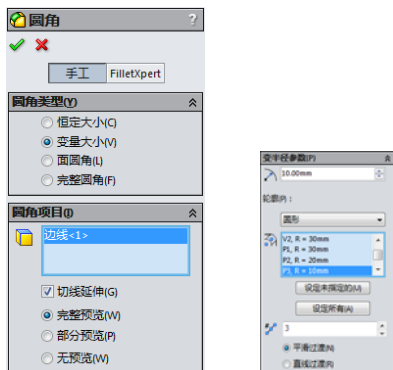 圆角
?
手工 FilletXpert
圆角类型(Y)
恒定大小(C)
变量大小(V)
面圆角(L)
完整圆角(F)
圆角项目(I)
边线<1>
切线延伸(G)
完整预览(W)
部分预览(P)
无预览(W)
变半径参数(P)
10.00mm
轮廓(P):
圆形
V2, R = 30mm
P1, R = 30mm
P2, R = 20mm
P3, R = 10mm
设定未指定的(U)
设定所有(A)
3
平滑过渡(N)
直线过渡(R)